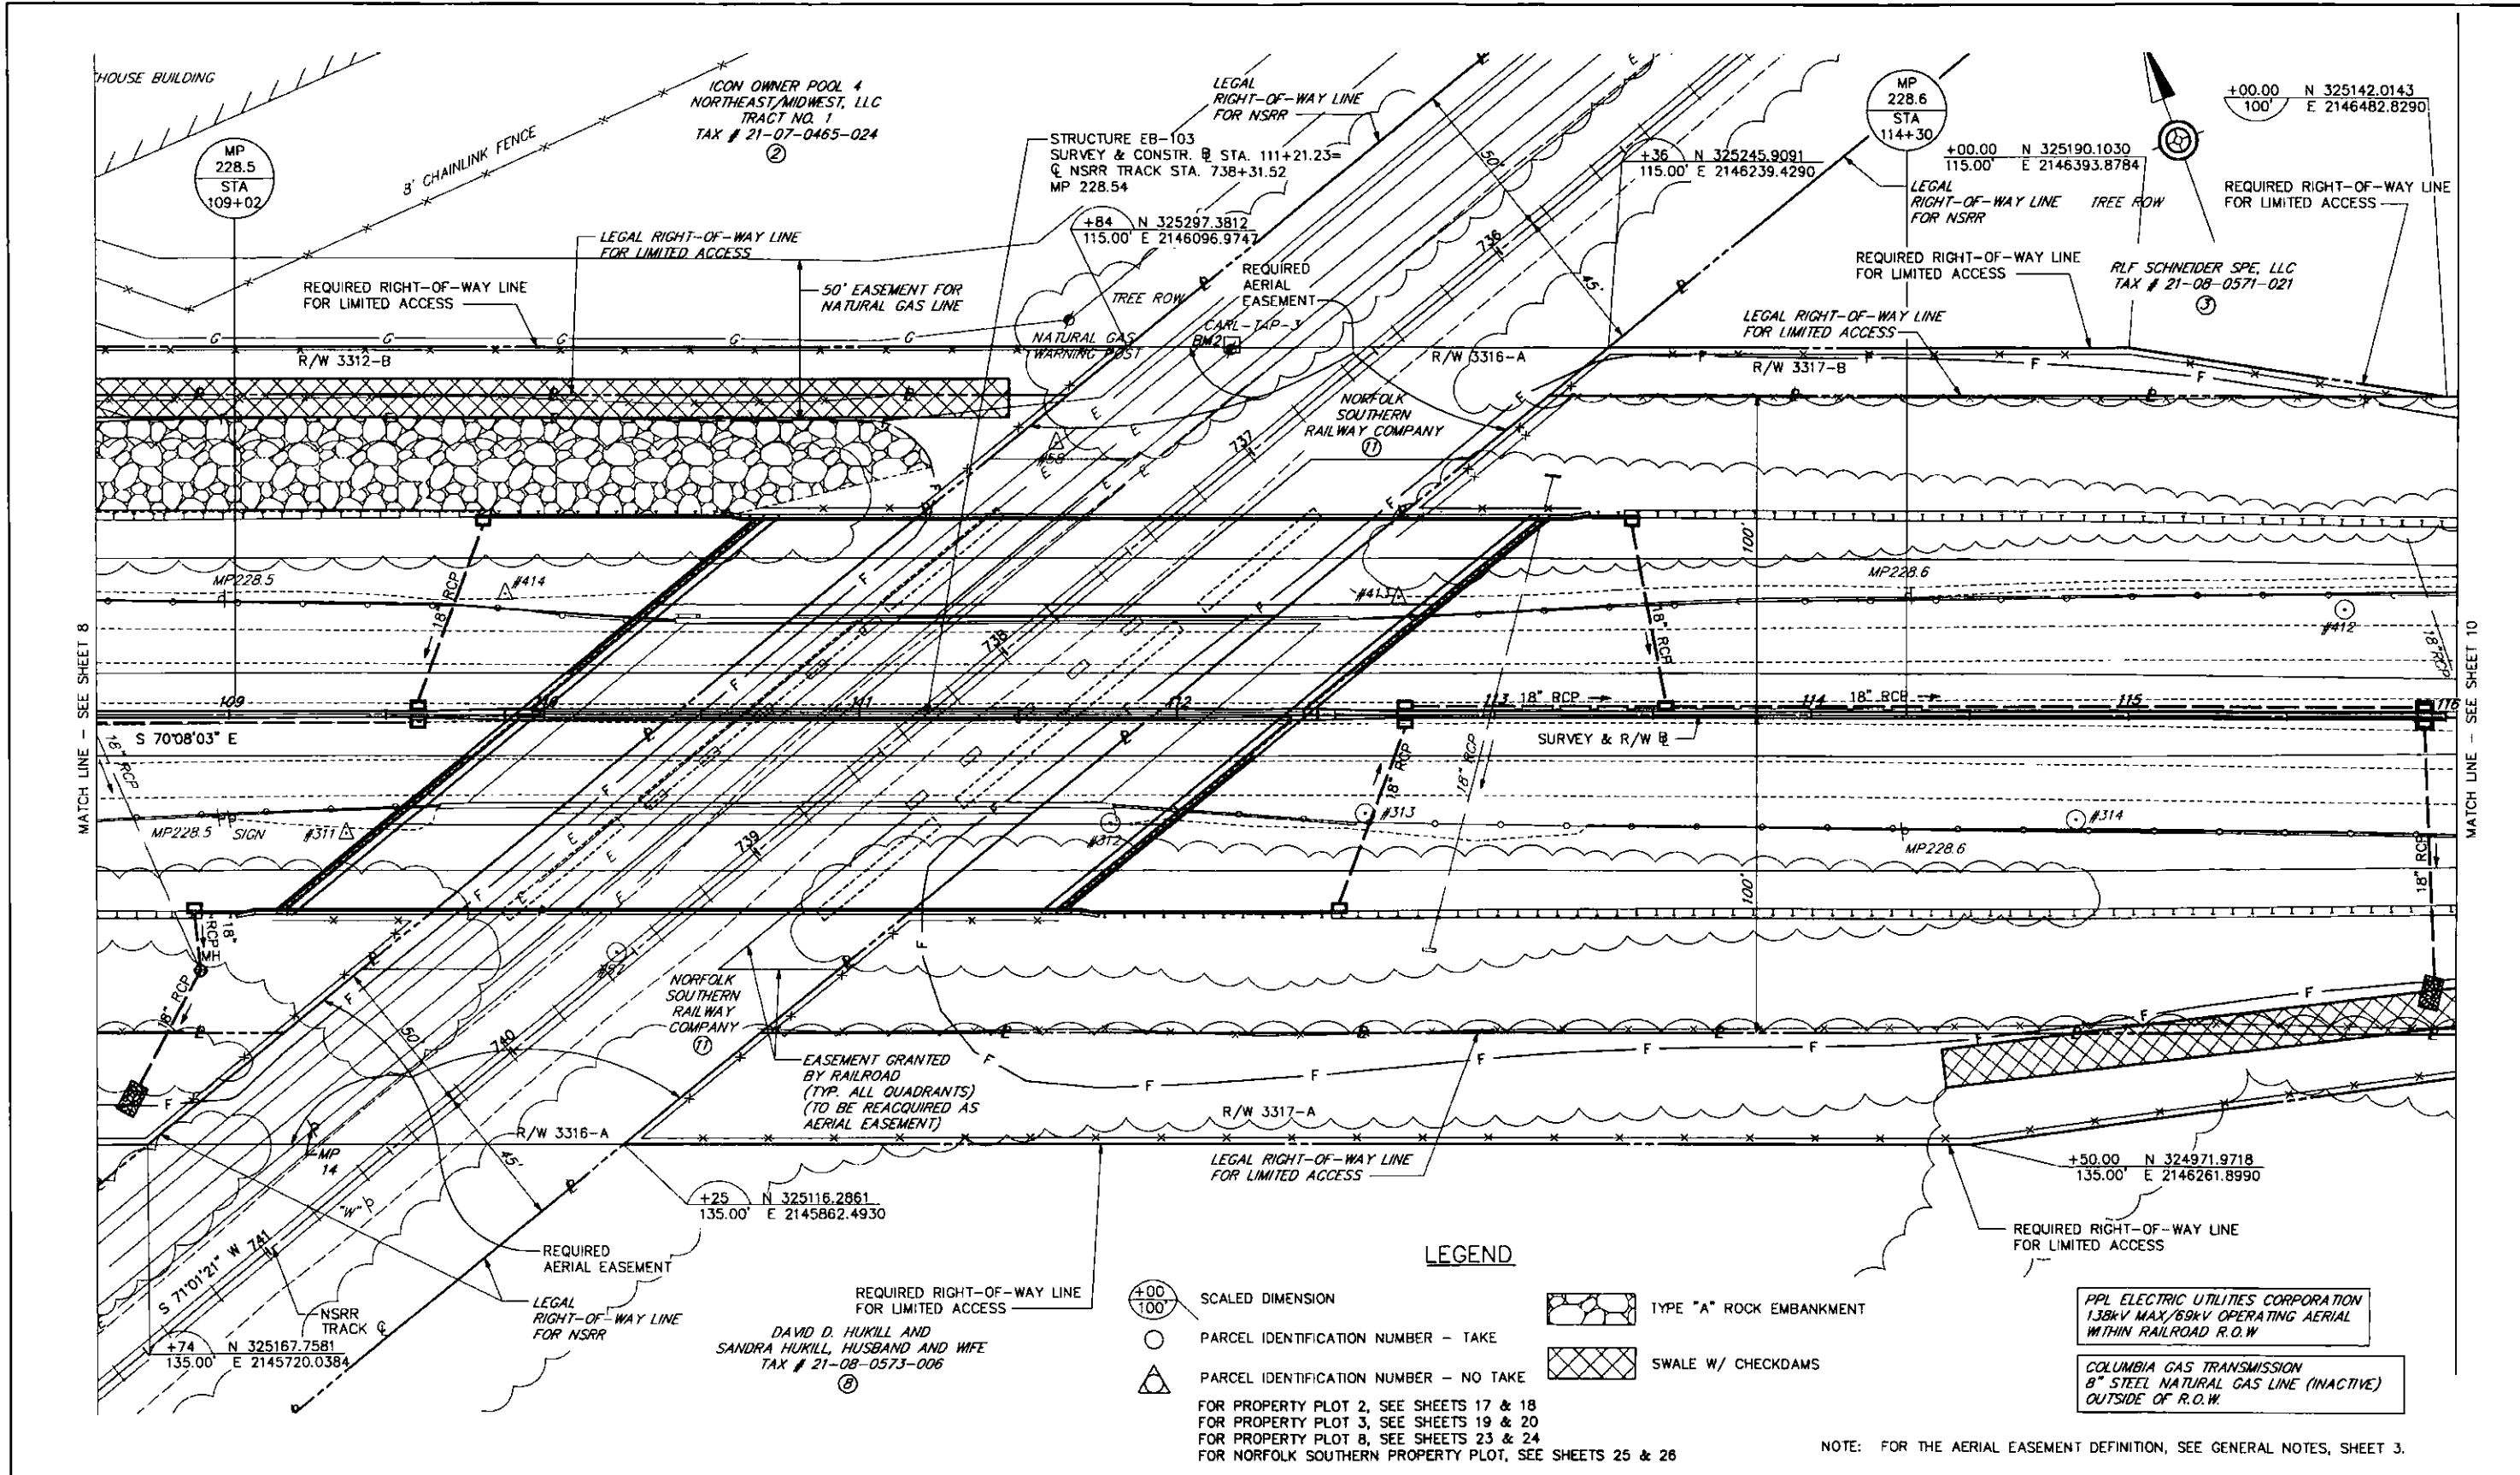 HOUSE BUILDING
MP
228.5
STA
109+02
8' CHAINLINK FENCE
ICON OWNER POOL 4
NORTHEAST/MIDWEST, LLC
TRACT NO. 1
TAX # 21-07-0465-024
2
LEGAL
RIGHT-OF-WAY LINE
FOR NSRR
STRUCTURE EB-103
SURVEY & CONSTR. ℄ STA. 111+21.23=
℄ NSRR TRACK STA. 738+31.52
MP 228.54
+84 N 325297.3812
115.00' E 2146096.9747
50'
45'
736
+36 N 325245.9091
115.00' E 2146239.4290
MP
228.6
STA
114+30
+00.00 N 325190.1030
115.00' E 2146393.8784
+00.00 N 325142.0143
100' E 2146482.8290
LEGAL
RIGHT-OF-WAY LINE
FOR NSRR
TREE ROW
REQUIRED RIGHT-OF-WAY LINE
FOR LIMITED ACCESS
REQUIRED RIGHT-OF-WAY LINE
FOR LIMITED ACCESS
RLF SCHNEIDER SPE, LLC
TAX # 21-08-0571-021
3
LEGAL RIGHT-OF-WAY LINE
FOR LIMITED ACCESS
REQUIRED RIGHT-OF-WAY LINE
FOR LIMITED ACCESS
50' EASEMENT FOR
NATURAL GAS LINE
TREE ROW
REQUIRED
AERIAL
EASEMENT
LEGAL RIGHT-OF-WAY LINE
FOR LIMITED ACCESS
G G G G G
NATURAL GAS
WARNING POST
CARL-TAP-3
BM2
R/W 3312-B
R/W 3316-A
R/W 3317-B
F F F
NORFOLK
SOUTHERN
RAILWAY COMPANY
11
737
#58
100'
MP228.5
#414
18" RCP
#413
18" RCP
MP228.6
#412
18" RCP
738
MATCH LINE - SEE SHEET 8
MATCH LINE - SEE SHEET 10
109
110
111
112
113
18" RCP
114
18" RCP
115
116
S 70°08'03" E
SURVEY & R/W ℄
18" RCP
18" RCP
18" RCP
MP228.5
SIGN
#311
739
#312
#313
#314
MP228.6
18" RCP
100'
18"
RCP
MH
18" RCP
#52
NORFOLK
SOUTHERN
RAILWAY
COMPANY
11
50'
740
EASEMENT GRANTED
BY RAILROAD
(TYP. ALL QUADRANTS)
(TO BE REACQUIRED AS
AERIAL EASEMENT)
F F F F F F F
R/W 3316-A
R/W 3317-A
MP
14
45'
LEGAL RIGHT-OF-WAY LINE
FOR LIMITED ACCESS
+50.00 N 324971.9718
135.00' E 2146261.8990
"W"
+25 N 325116.2861
135.00' E 2145862.4930
REQUIRED RIGHT-OF-WAY LINE
FOR LIMITED ACCESS
S 71°01'21" W
741
REQUIRED
AERIAL EASEMENT
NSRR
TRACK ℄
LEGAL
RIGHT-OF-WAY LINE
FOR NSRR
+74 N 325167.7581
135.00' E 2145720.0384
REQUIRED RIGHT-OF-WAY LINE
FOR LIMITED ACCESS
DAVID D. HUKILL AND
SANDRA HUKILL, HUSBAND AND WIFE
TAX # 21-08-0573-006
8
LEGEND
+00
100'
SCALED DIMENSION
PARCEL IDENTIFICATION NUMBER - TAKE
PARCEL IDENTIFICATION NUMBER - NO TAKE
TYPE "A" ROCK EMBANKMENT
SWALE W/ CHECKDAMS
FOR PROPERTY PLOT 2, SEE SHEETS 17 & 18
FOR PROPERTY PLOT 3, SEE SHEETS 19 & 20
FOR PROPERTY PLOT 8, SEE SHEETS 23 & 24
FOR NORFOLK SOUTHERN PROPERTY PLOT, SEE SHEETS 25 & 26
PPL ELECTRIC UTILITIES CORPORATION
138kV MAX/69kV OPERATING AERIAL
WITHIN RAILROAD R.O.W
COLUMBIA GAS TRANSMISSION
8" STEEL NATURAL GAS LINE (INACTIVE)
OUTSIDE OF R.O.W.
NOTE: FOR THE AERIAL EASEMENT DEFINITION, SEE GENERAL NOTES, SHEET 3.